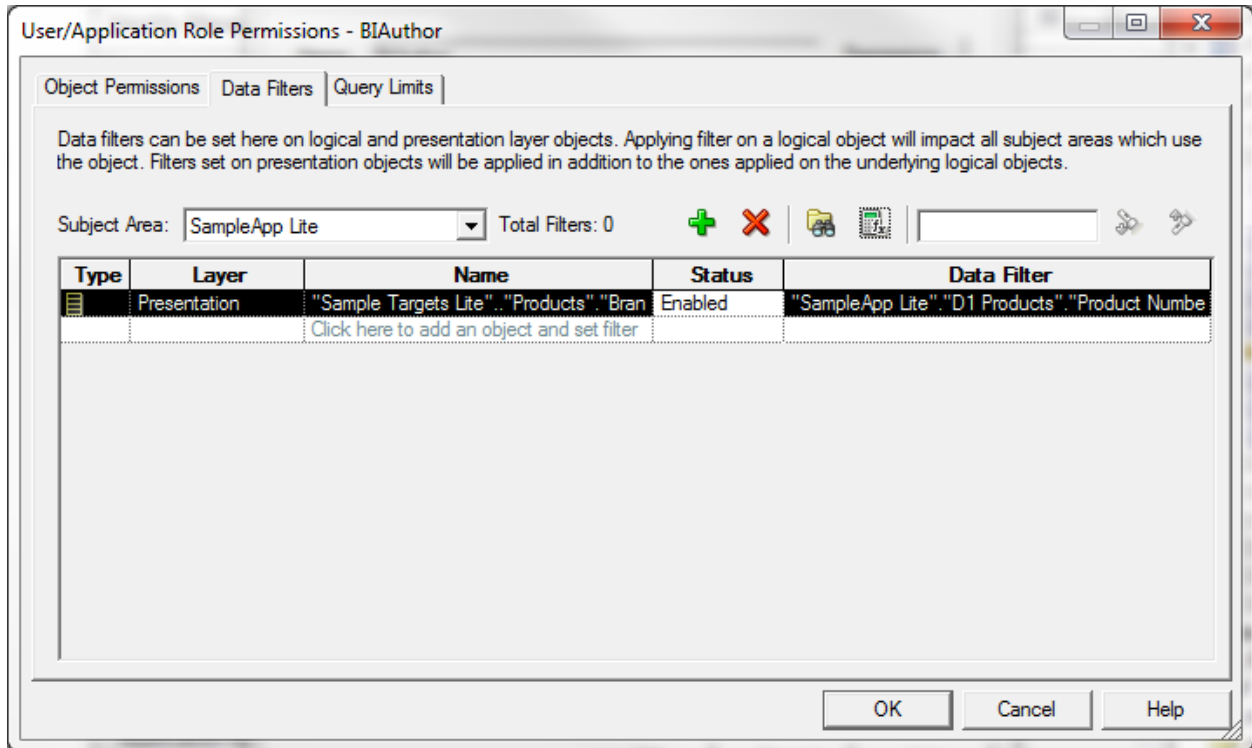 User/Application Role Permissions - BIAuthor
Object Permissions Data Filters Query Limits
Data filters can be set here on logical and presentation layer objects. Applying filter on a logical object will impact all subject areas which use
the object. Filters set on presentation objects will be applied in addition to the ones applied on the underlying logical objects.
Subject Area: SampleApp Lite Total Filters: 0
Type Layer Name Status Data Filter
Presentation "Sample Targets Lite".."Products"."Bran Enabled "SampleApp Lite"."D1 Products"."Product Numbe
Click here to add an object and set filter
OK Cancel Help